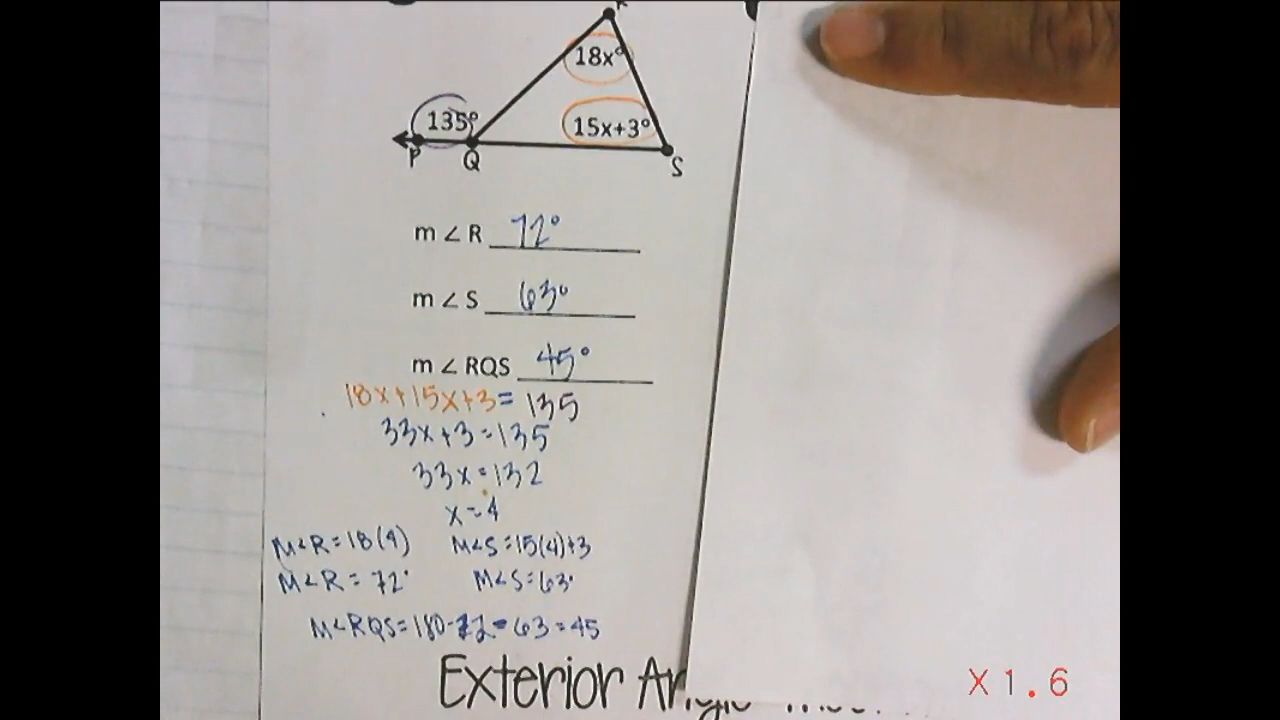 18x°
135°
15x+3°
P
Q
S
m ∠ R 72°
m ∠ S 63°
m ∠ RQS 45°
18x+15x+3=135
33x+3=135
33x=132
x=4
m∠R=18(4) m∠S=15(4)+3
m∠R=72° m∠S=63°
m∠RQS=180-72-63=45
Exterior
X1.6